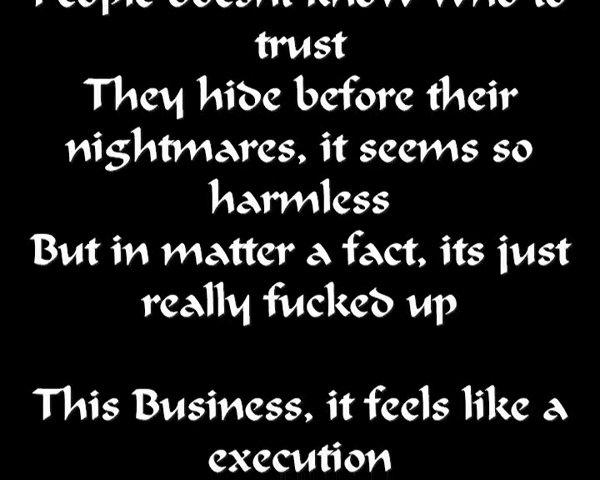 People doesnt know who to
trust
They hide before their
nightmares, it seems so
harmless
But in matter a fact, its just
really fucked up
This Business, it feels like a
execution